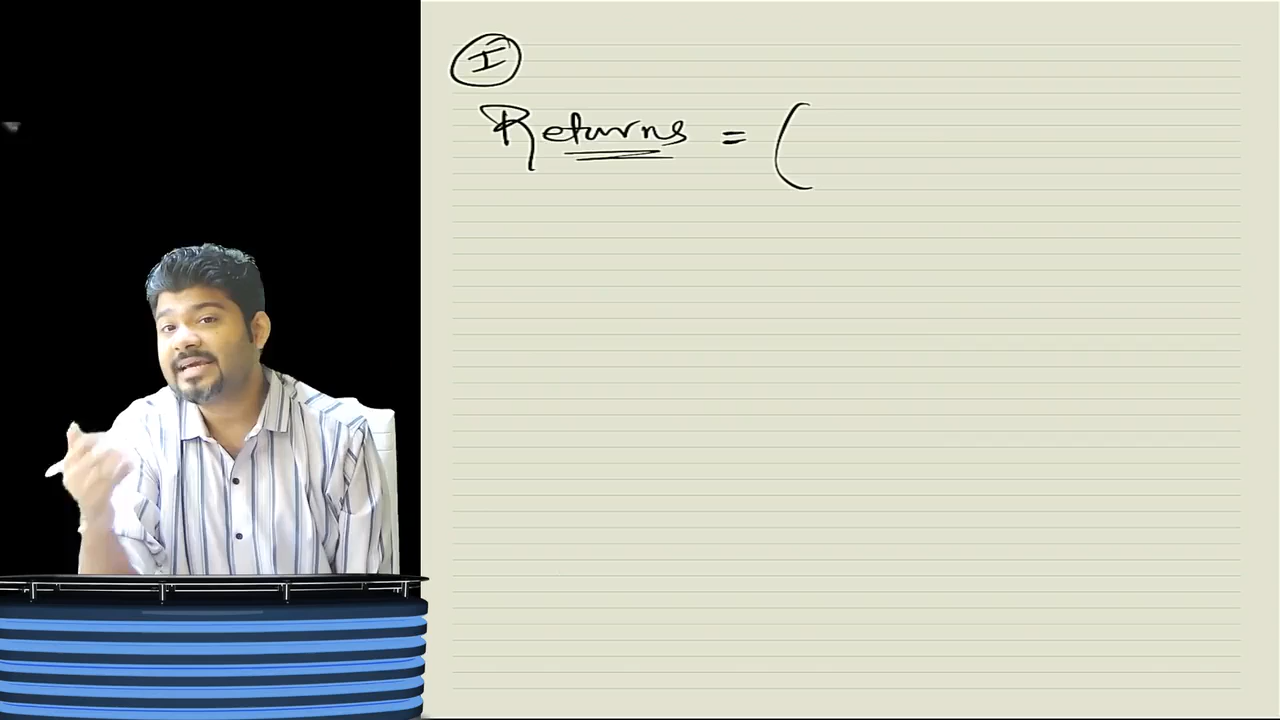 I
Returns = (